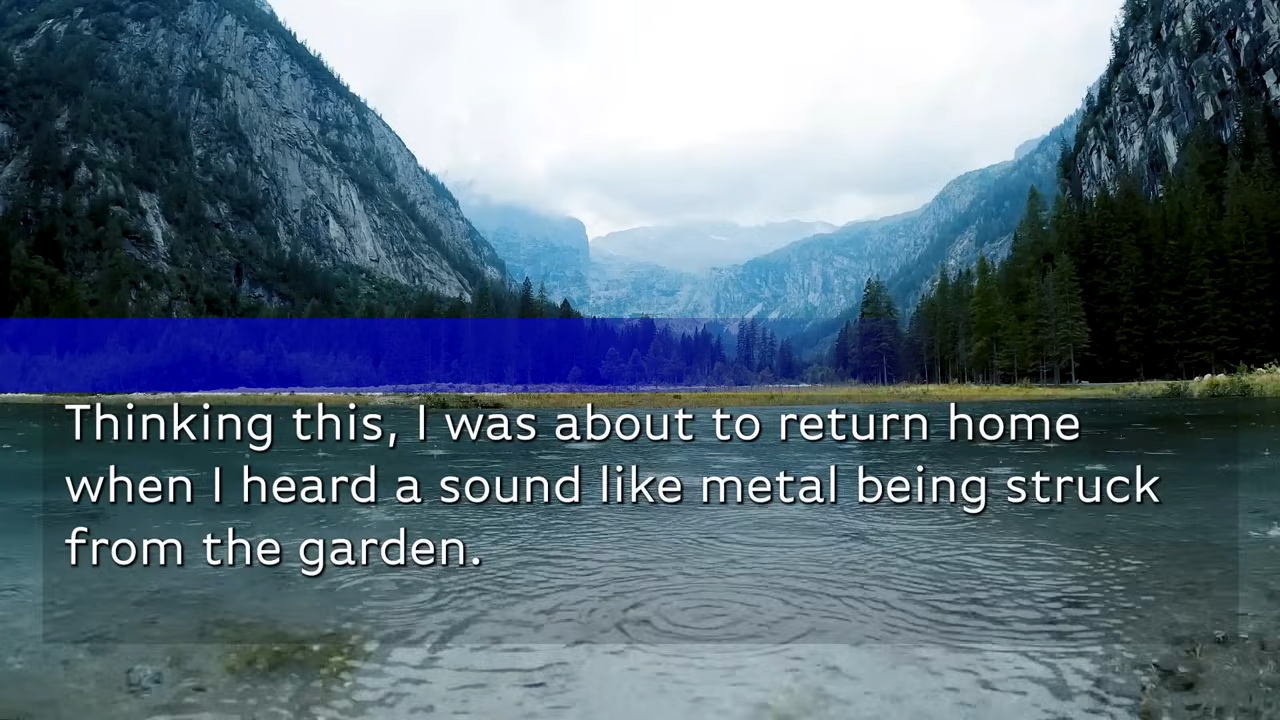 Thinking this, I was about to return home
when I heard a sound like metal being struck
from the garden.